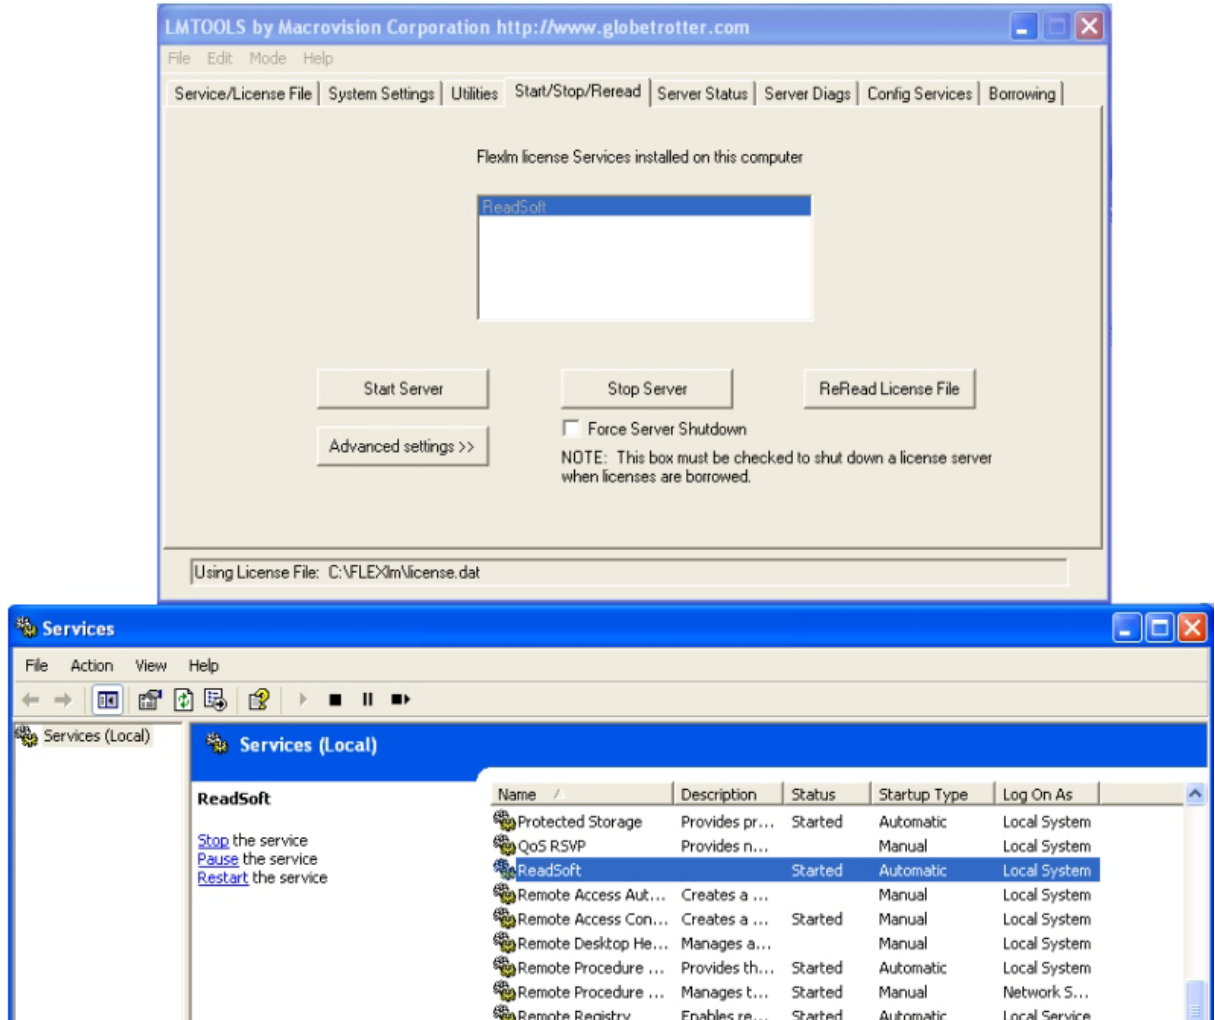 LMTOOLS by Macrovision Corporation http://www.globetrotter.com
File Edit Mode Help
Service/License File System Settings Utilities Start/Stop/Reread Server Status Server Diags Config Services Borrowing
Flexlm license Services installed on this computer
ReadSoft
Start Server Stop Server ReRead License File
Force Server Shutdown
Advanced settings >>
NOTE: This box must be checked to shut down a license server
when licenses are borrowed.
Using License File: C:\FLEXlm\license.dat
Services
File Action View Help
Services (Local)
Services (Local)
ReadSoft
Stop the service
Pause the service
Restart the service
Name Description Status Startup Type Log On As
Protected Storage Provides pr... Started Automatic Local System
QoS RSVP Provides n... Manual Local System
ReadSoft Started Automatic Local System
Remote Access Aut... Creates a ... Manual Local System
Remote Access Con... Creates a ... Started Manual Local System
Remote Desktop He... Manages a... Manual Local System
Remote Procedure ... Provides th... Started Automatic Local System
Remote Procedure ... Manages t... Started Manual Network S...
Remote Registry Enables re... Started Automatic Local Service